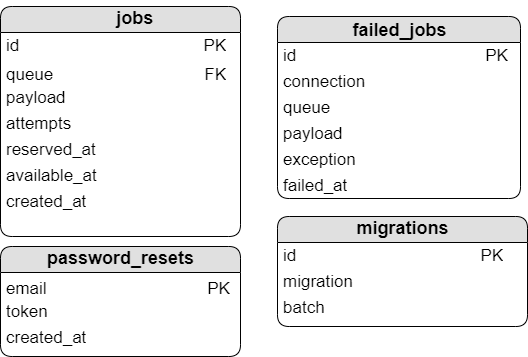 jobs
id PK
queue FK
payload
attempts
reserved_at
available_at
created_at
failed_jobs
id PK
connection
queue
payload
exception
failed_at
password_resets
email PK
token
created_at
migrations
id PK
migration
batch